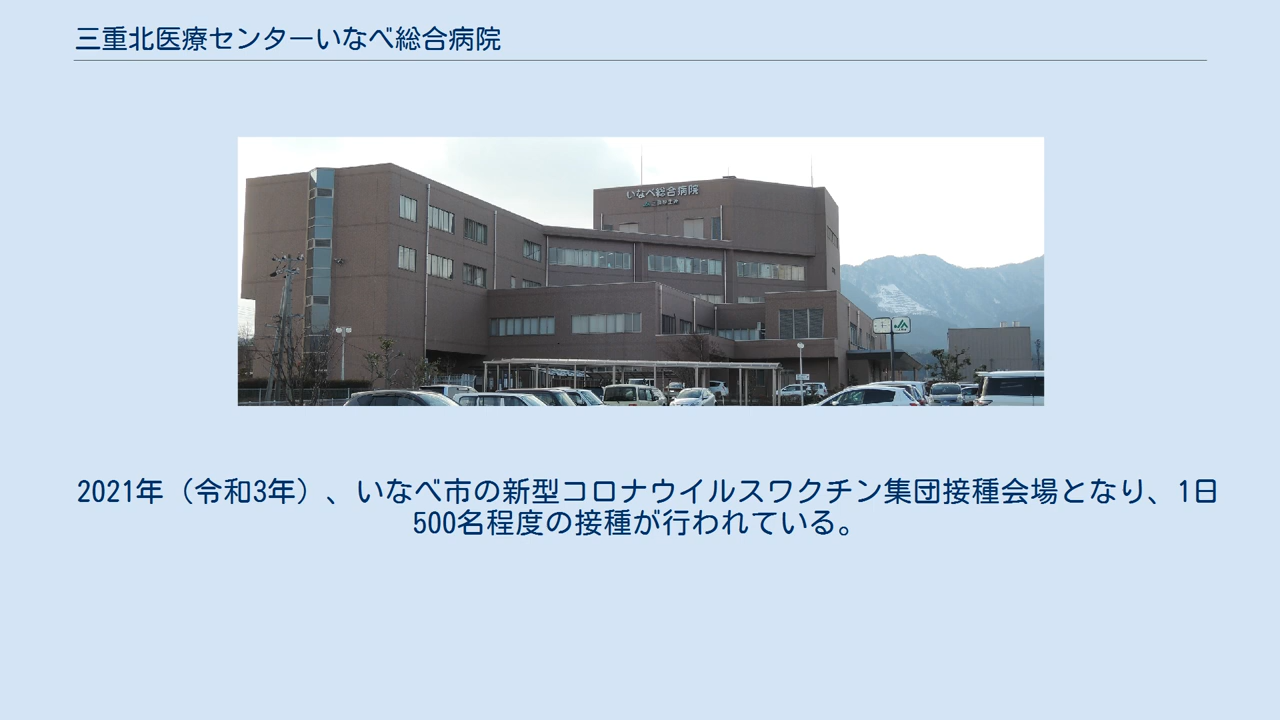 三重北医療センターいなべ総合病院
いなべ総合病院
JA
2021年（令和3年）、いなべ市の新型コロナウイルスワクチン集団接種会場となり、1日
500名程度の接種が行われている。